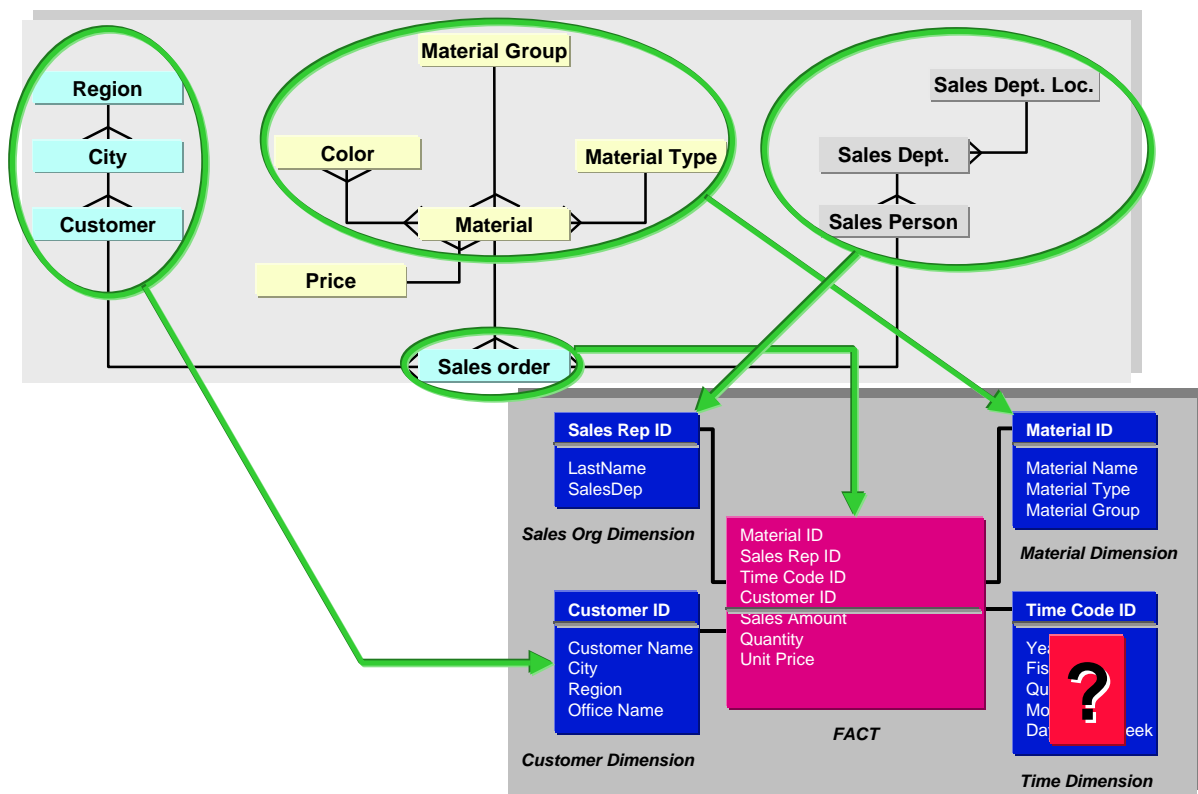 Material Group
Region
Sales Dept. Loc.
City
Color
Material Type
Sales Dept.
Customer
Material
Sales Person
Price
Sales order
Sales Rep ID
LastName
SalesDep
Sales Org Dimension
Material ID
Material Name
Material Type
Material Group
Material Dimension
Material ID
Sales Rep ID
Time Code ID
Customer ID
Sales Amount
Quantity
Unit Price
FACT
Customer ID
Customer Name
City
Region
Office Name
Customer Dimension
Time Code ID
?
Time Dimension